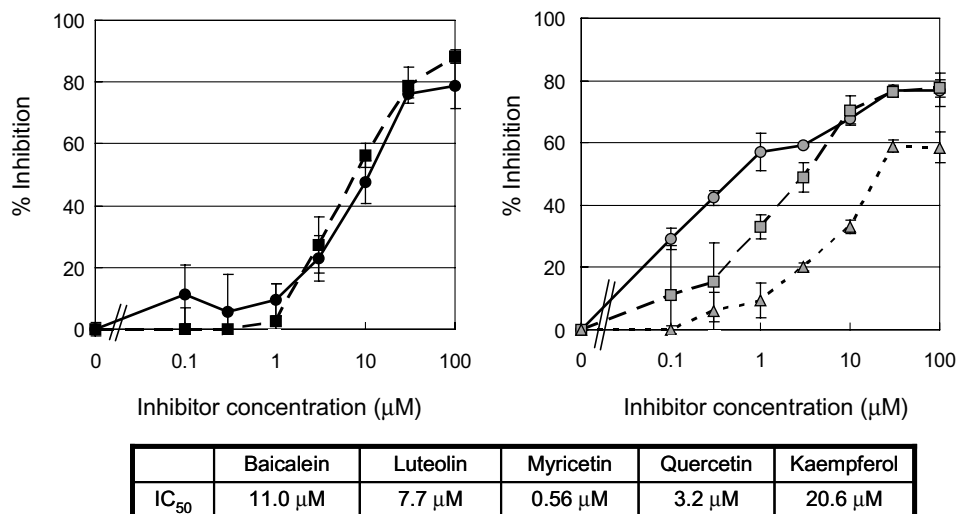 100
80
60
40
20
0
% Inhibition
0 0.1 1 10 100
Inhibitor concentration (μM)
100
80
60
40
20
0
% Inhibition
0 0.1 1 10 100
Inhibitor concentration (μM)
Baicalein Luteolin Myricetin Quercetin Kaempferol
IC50 11.0 μM 7.7 μM 0.56 μM 3.2 μM 20.6 μM